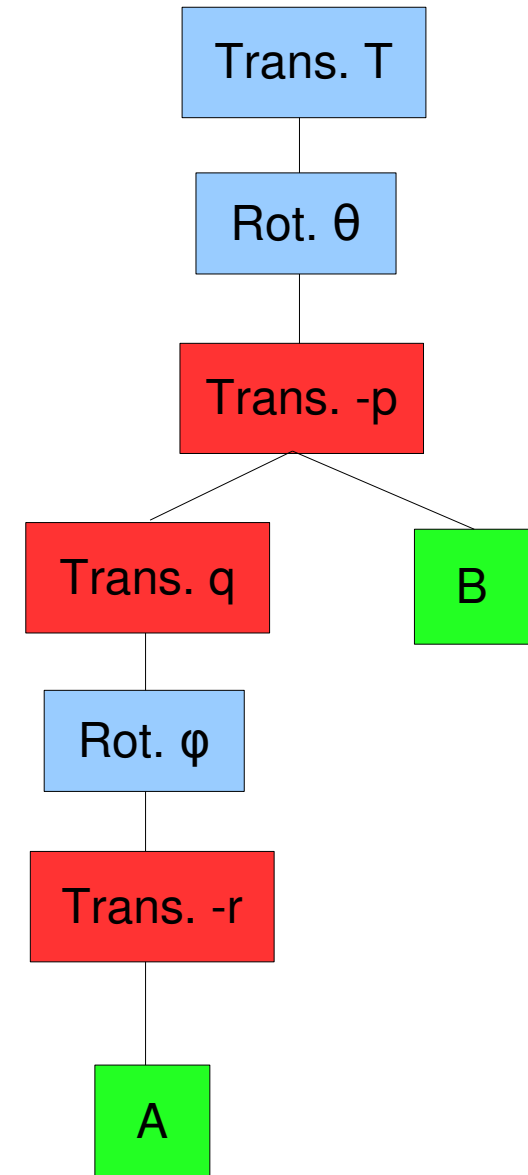 Trans. T
Rot. θ
Trans. -p
Trans. q
B
Rot. φ
Trans. -r
A